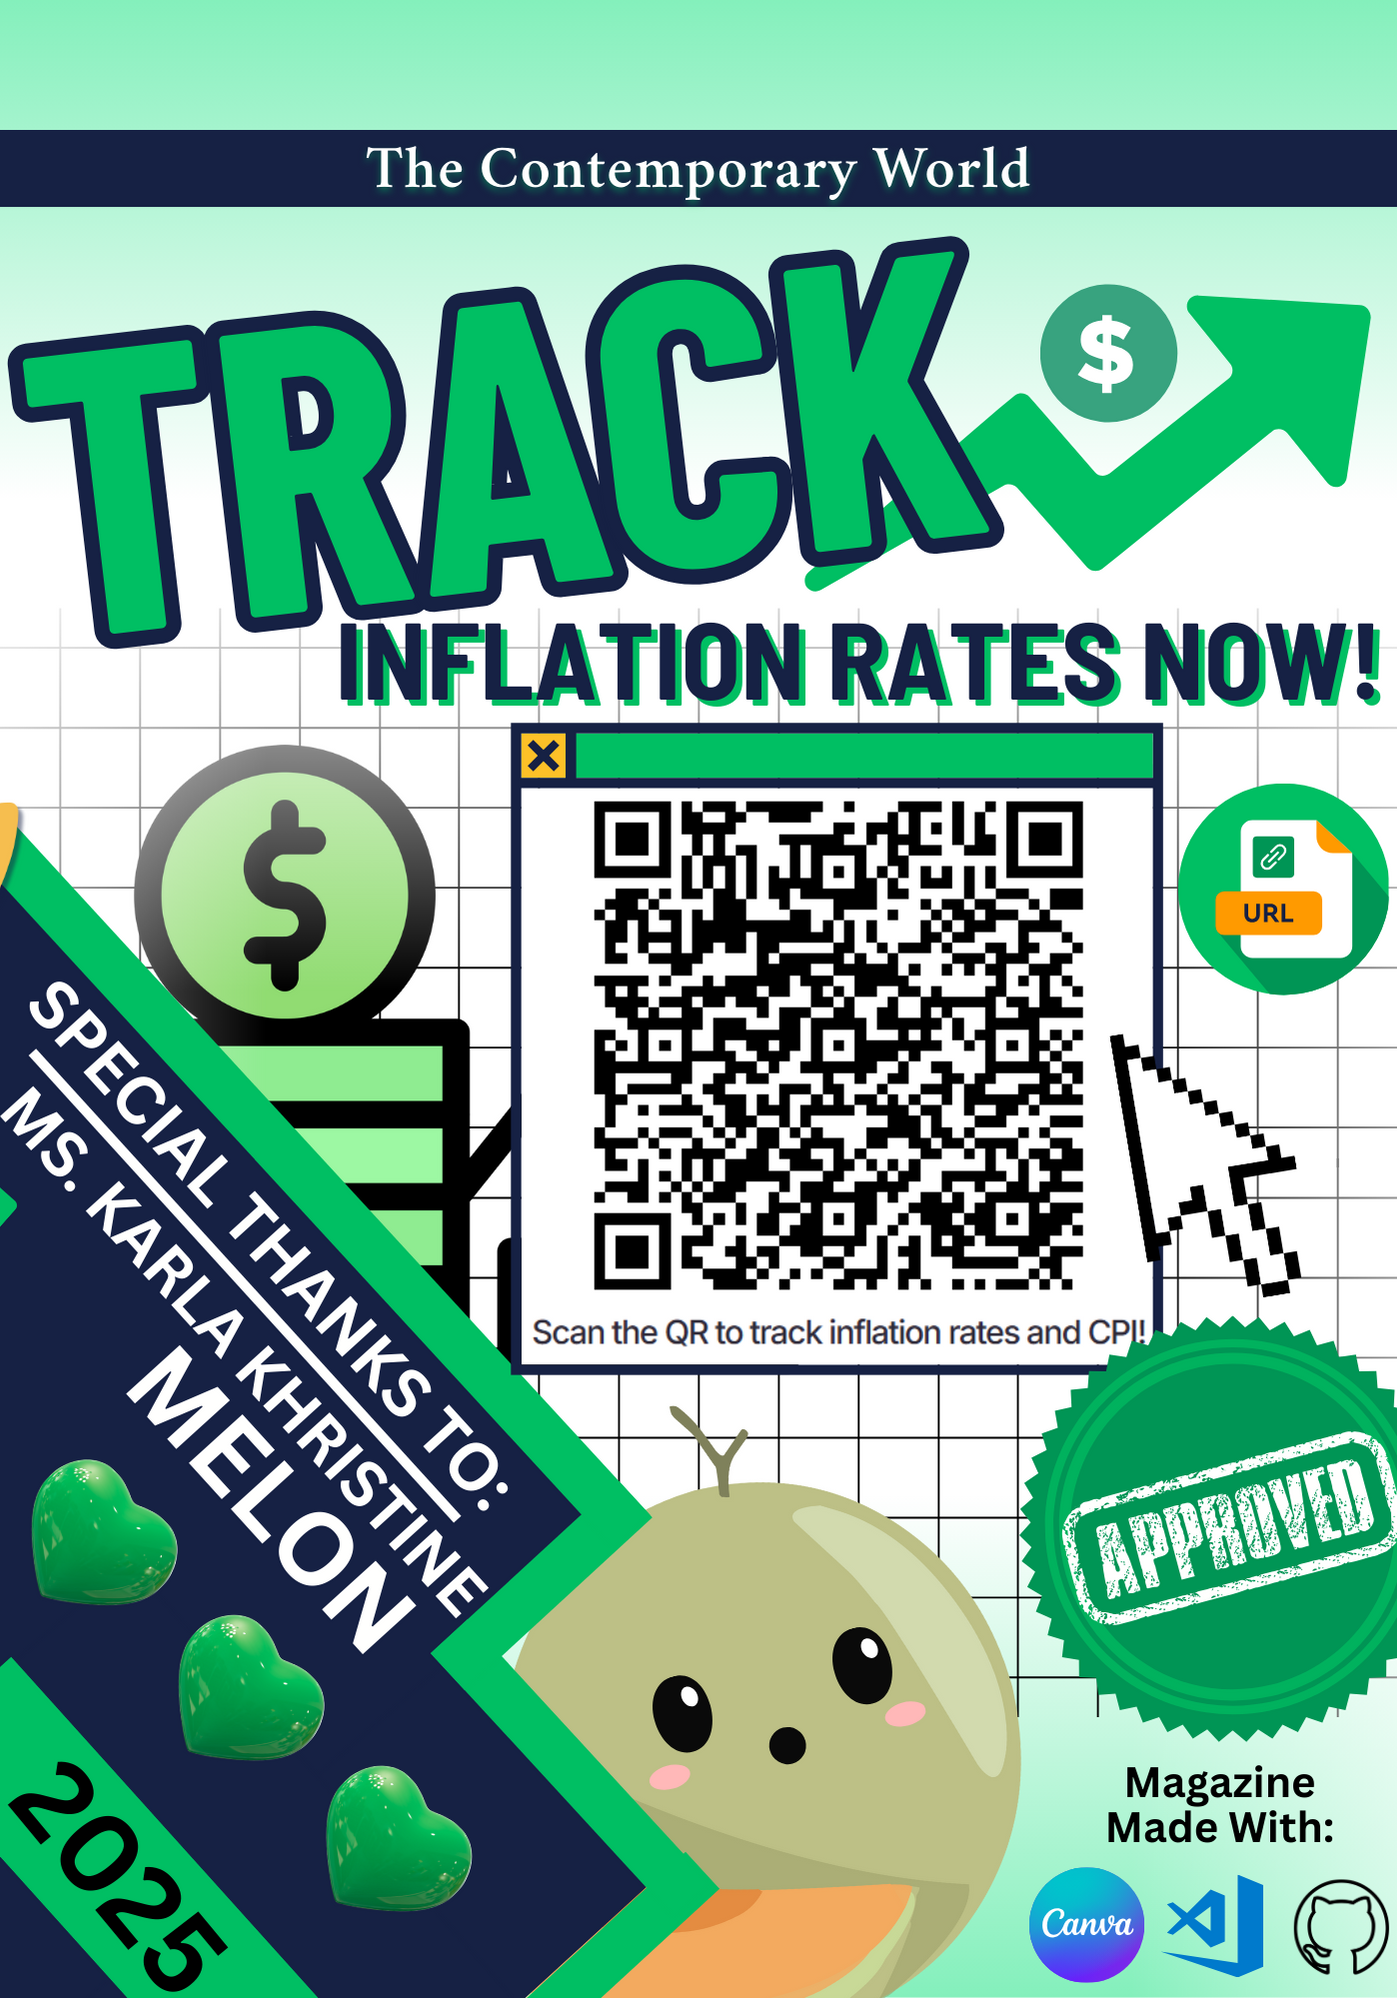 The Contemporary World
TRACK
$
INFLATION RATES NOW!
$
URL
Scan the QR to track inflation rates and CPI!
SPECIAL THANKS TO:
MS. KARLA KHRISTINE
MELON
APPROVED
2025
Magazine
Made With:
Canva